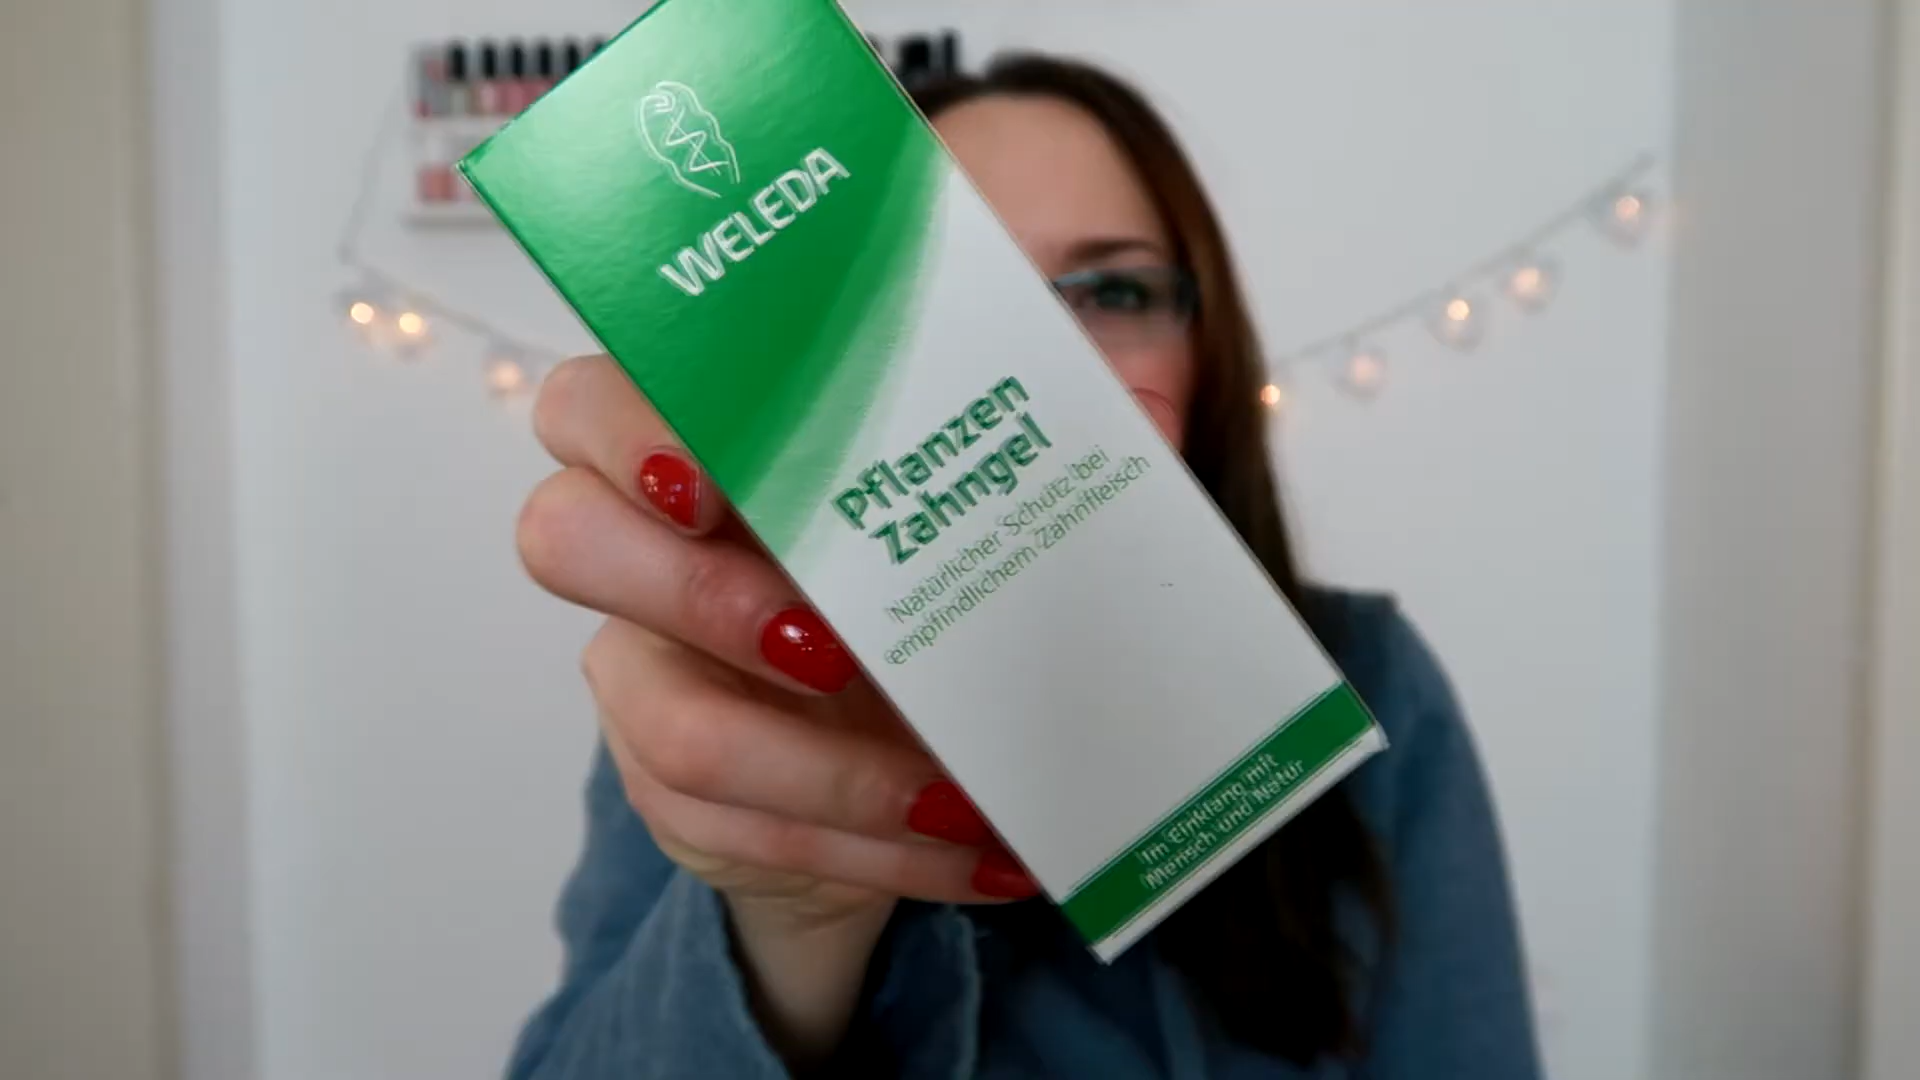 WELEDA
Pflanzen
Zahngel
Natürlicher Schutz bei
empfindlichem Zahnfleisch
Im Einklang mit
Mensch und Natur